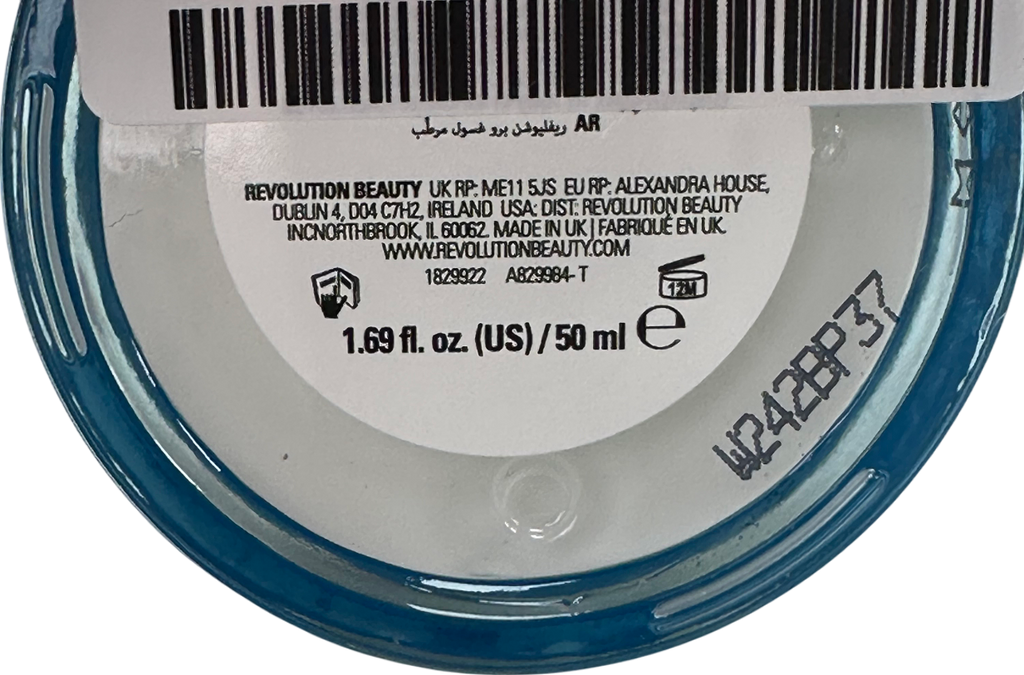 AR ريفليوشن برو غسول مرطّب
REVOLUTION BEAUTY UK RP: ME11 5JS EU RP: ALEXANDRA HOUSE,
DUBLIN 4, D04 C7H2, IRELAND USA: DIST: REVOLUTION BEAUTY
INCNORTHBROOK, IL 60062. MADE IN UK | FABRIQUÉ EN UK.
WWW.REVOLUTIONBEAUTY.COM
1829922 A829984-T
12M
1.69 fl. oz. (US) / 50 ml ℮
W242BP37